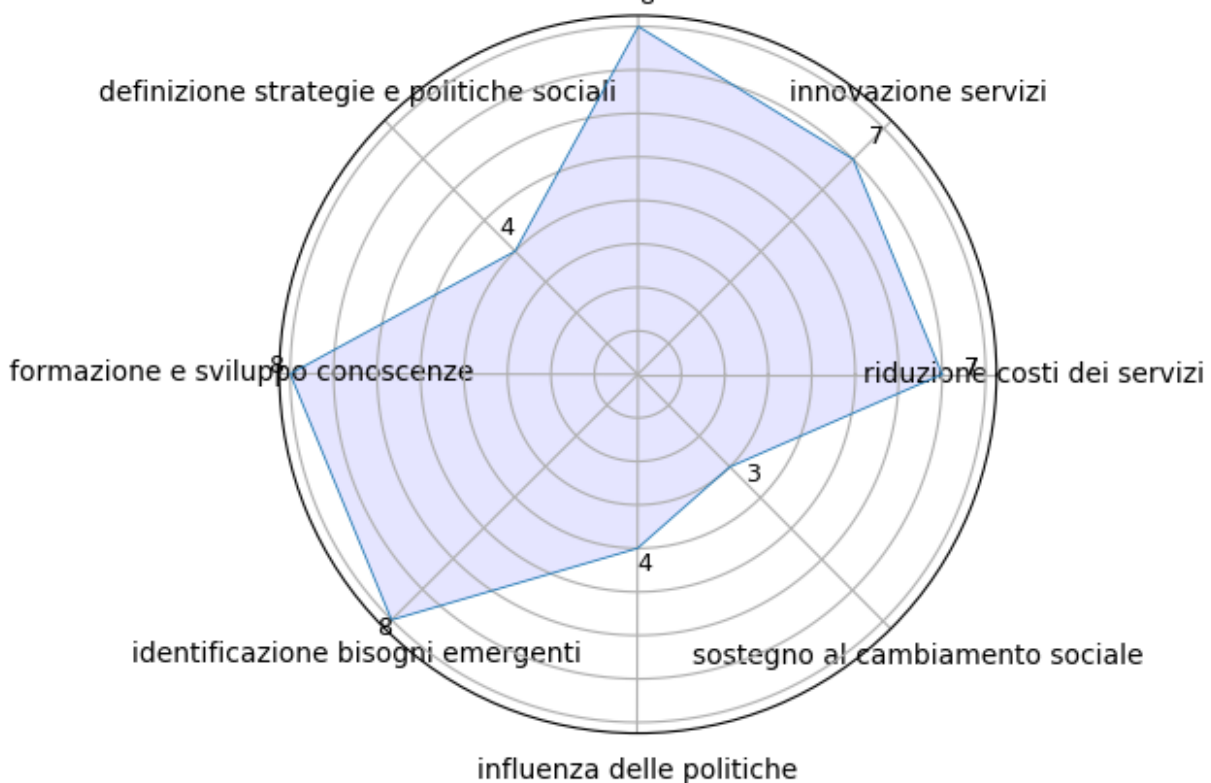 definizione strategie e politiche sociali
innovazione servizi
7
4
formazione e sviluppo conoscenze
8
riduzione costi dei servizi
7
3
4
8
identificazione bisogni emergenti
sostegno al cambiamento sociale
influenza delle politiche